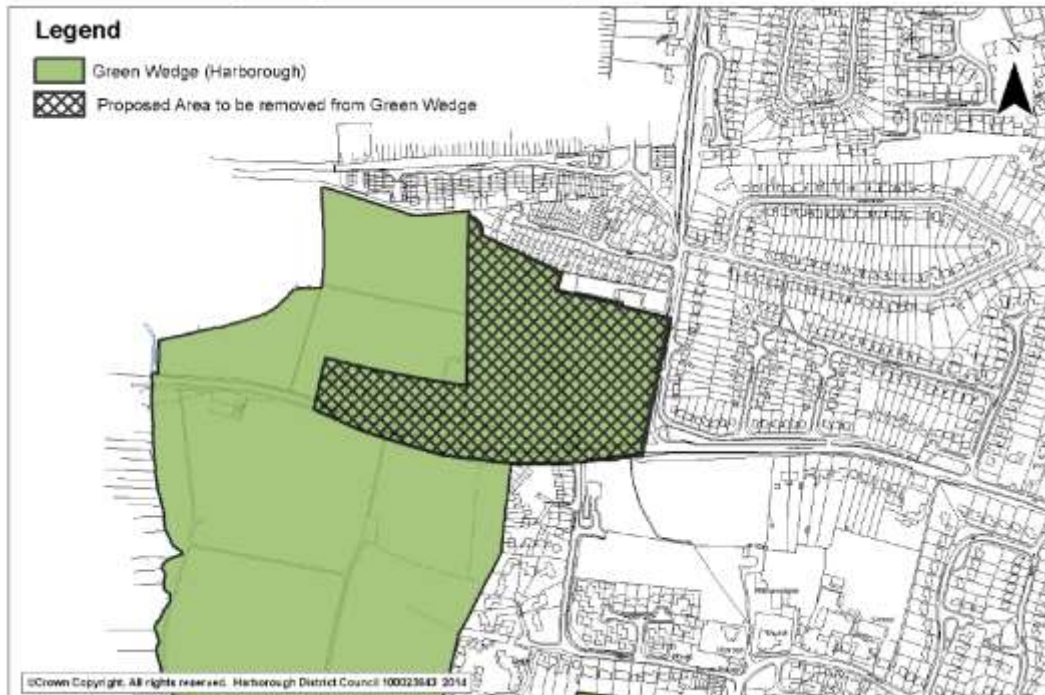 Legend
Green Wedge (Harborough)
Proposed Area to be removed from Green Wedge
N
©Crown Copyright. All rights reserved. Harborough District Council 100023843 2014